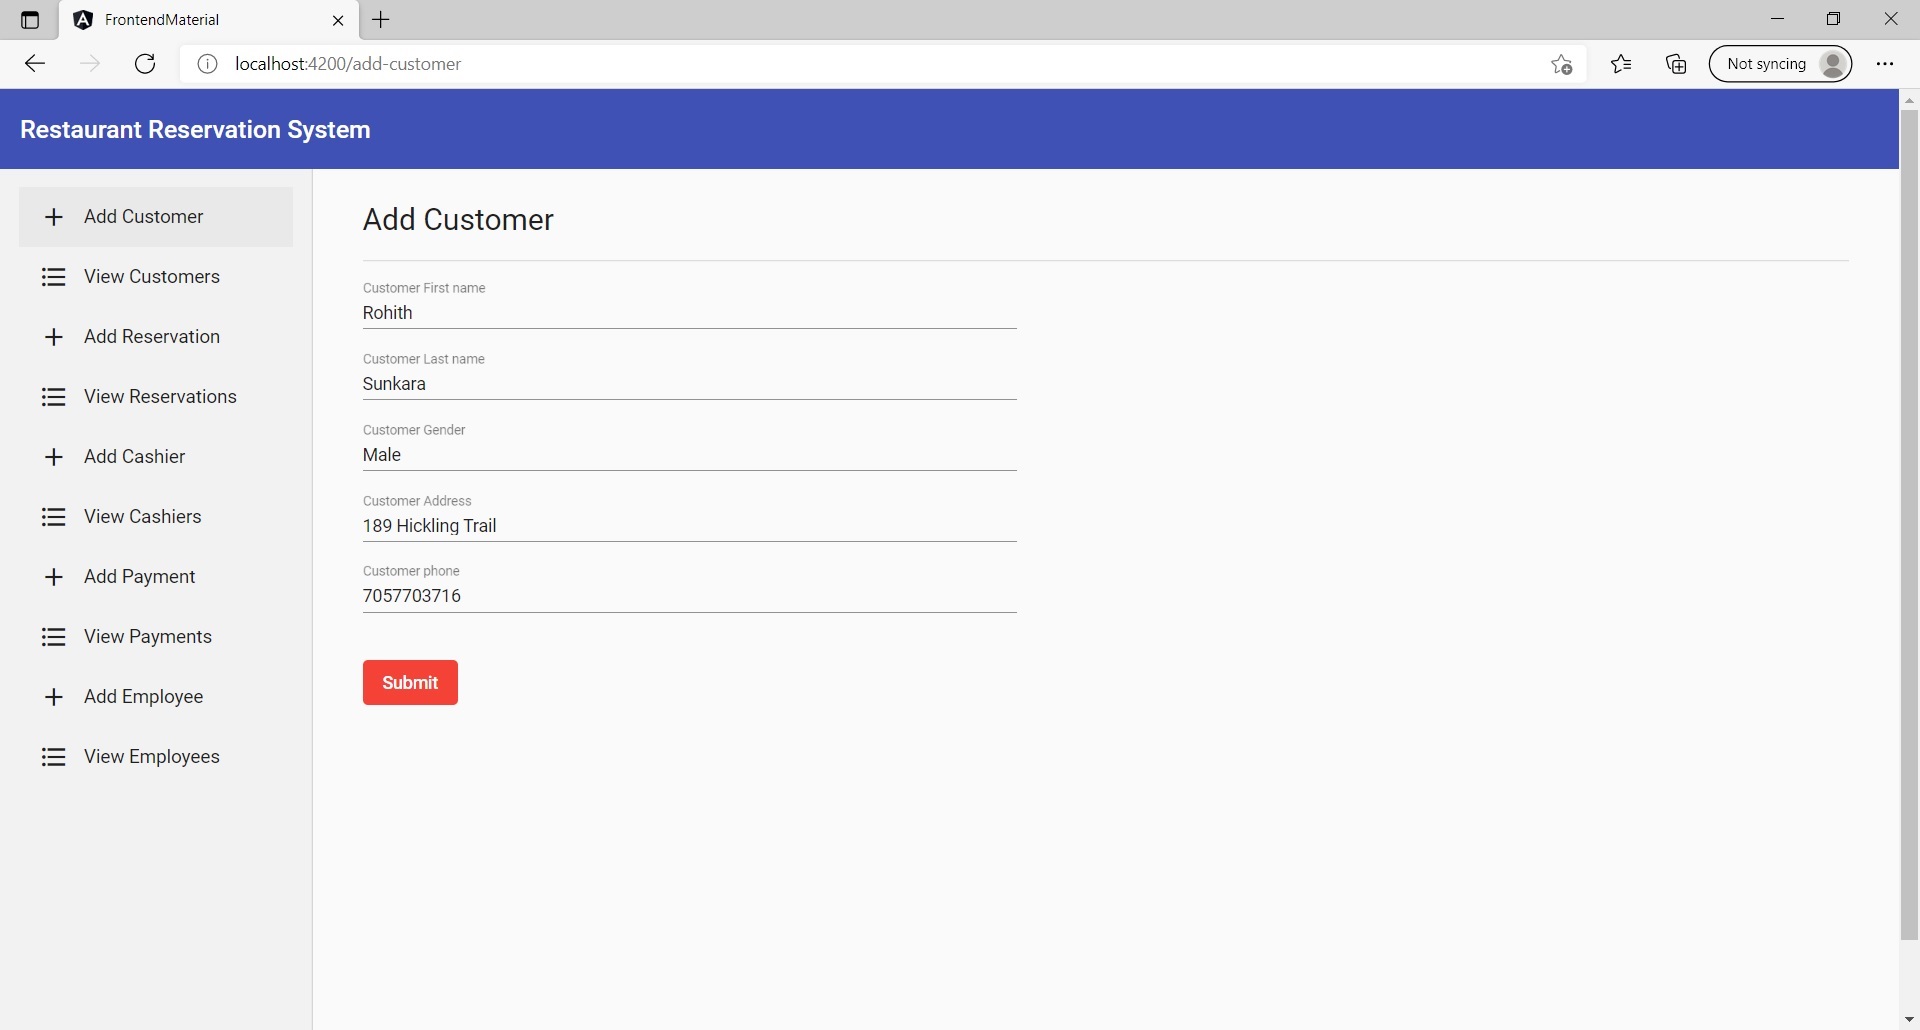 FrontendMaterial
localhost:4200/add-customer
Not syncing
Restaurant Reservation System
Add Customer
View Customers
Add Reservation
View Reservations
Add Cashier
View Cashiers
Add Payment
View Payments
Add Employee
View Employees
Add Customer
Customer First name
Rohith
Customer Last name
Sunkara
Customer Gender
Male
Customer Address
189 Hickling Trail
Customer phone
7057703716
Submit